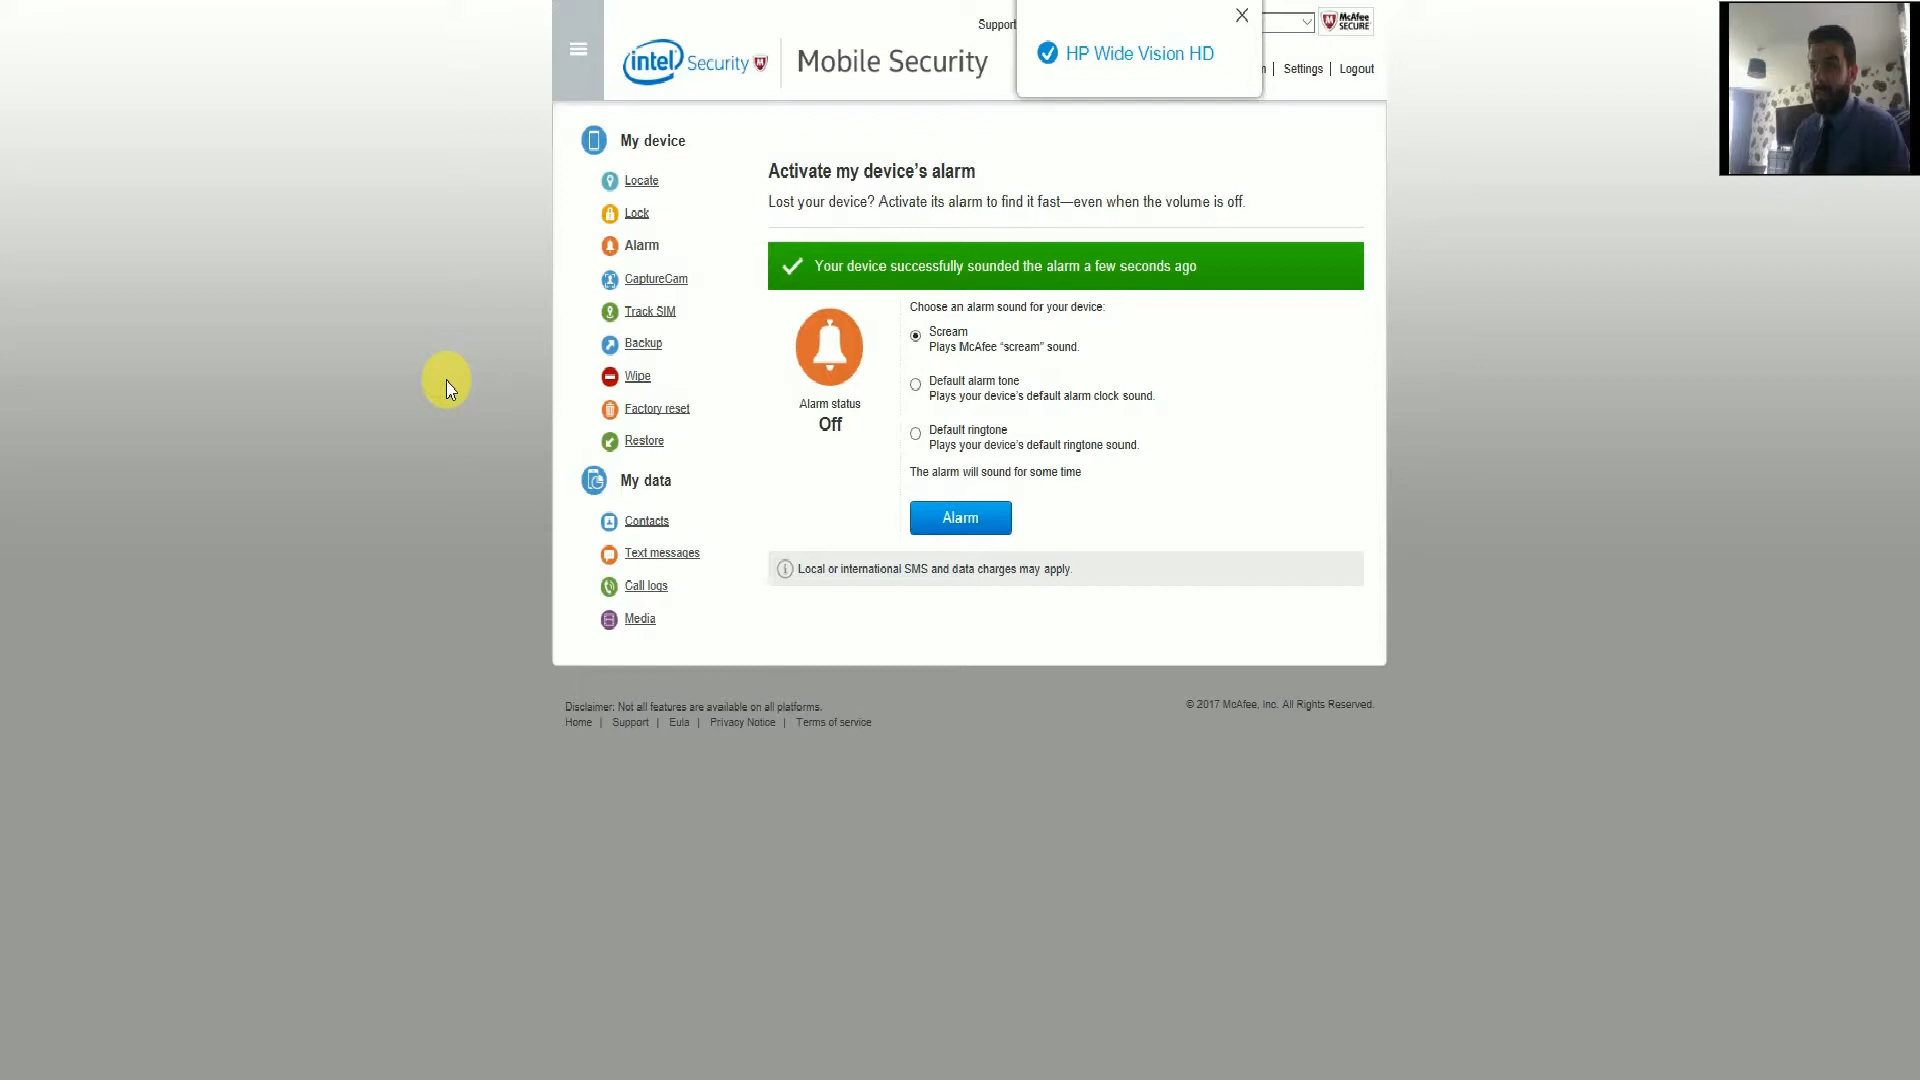 Support
HP Wide Vision HD
McAfee
SECURE
intel Security
Mobile Security
Settings | Logout
My device
Locate
Lock
Alarm
CaptureCam
Track SIM
Backup
Wipe
Factory reset
Restore
My data
Contacts
Text messages
Call logs
Media
Activate my device's alarm
Lost your device? Activate its alarm to find it fast—even when the volume is off.
Your device successfully sounded the alarm a few seconds ago
Alarm status
Off
Choose an alarm sound for your device:
Scream
Plays McAfee “scream” sound.
Default alarm tone
Plays your device's default alarm clock sound.
Default ringtone
Plays your device's default ringtone sound.
The alarm will sound for some time
Alarm
Local or international SMS and data charges may apply.
Disclaimer: Not all features are available on all platforms.
Home | Support | Eula | Privacy Notice | Terms of service
© 2017 McAfee, Inc. All Rights Reserved.